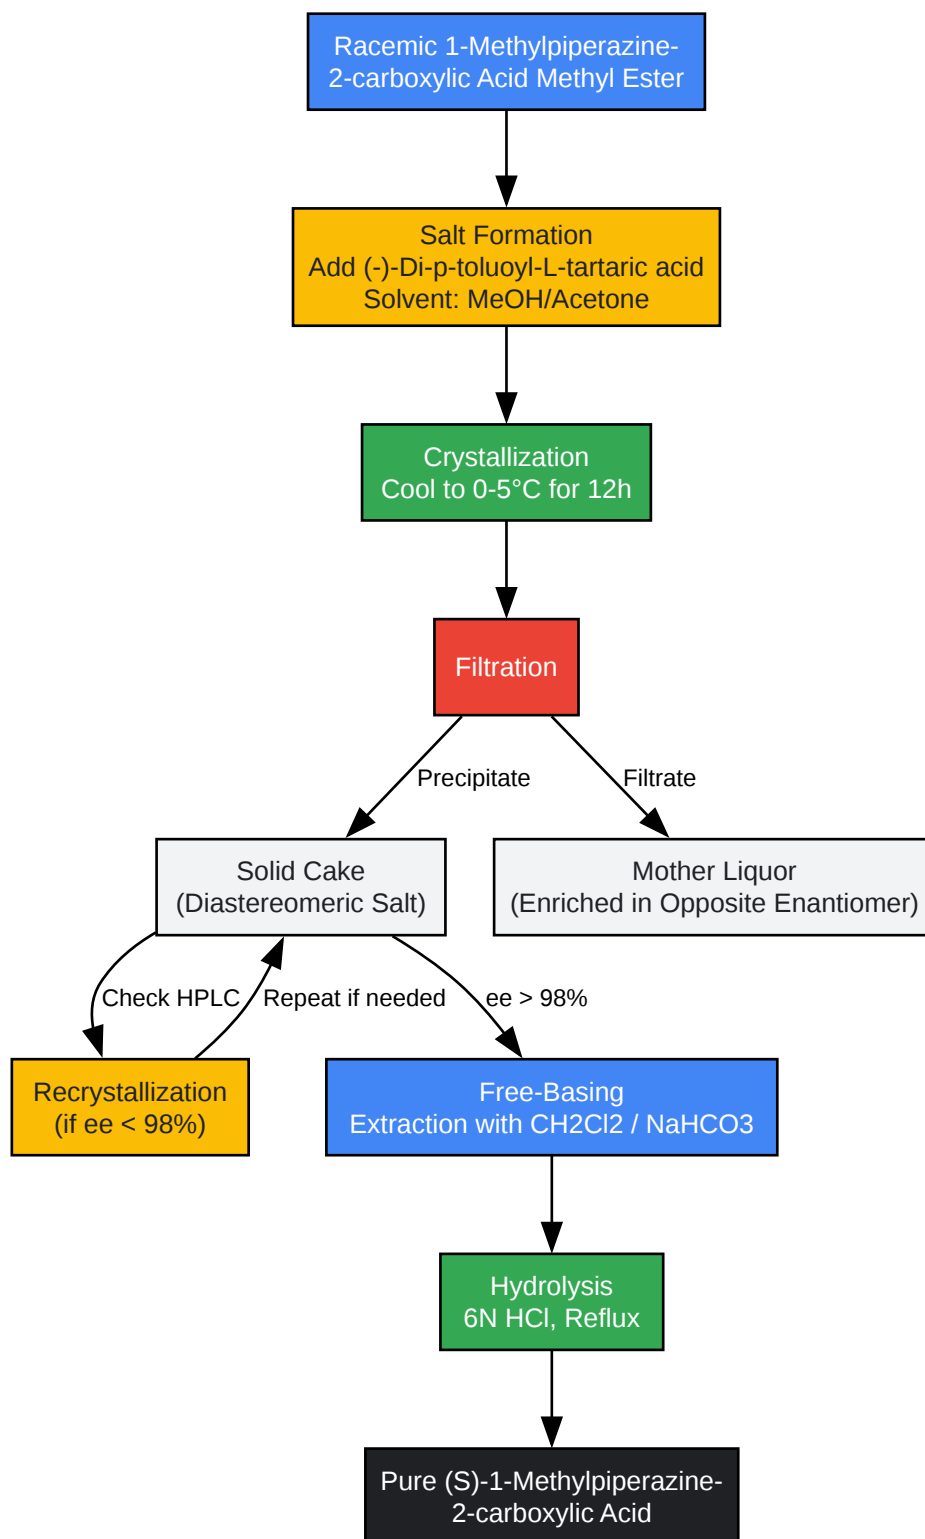 Racemic 1-Methylpiperazine-
2-carboxylic Acid Methyl Ester
Salt Formation
Add (-)-Di-p-toluoyl-L-tartaric acid
Solvent: MeOH/Acetone
Crystallization
Cool to 0-5°C for 12h
Filtration
Precipitate
Filtrate
Solid Cake
(Diastereomeric Salt)
Mother Liquor
(Enriched in Opposite Enantiomer)
Check HPLC
Repeat if needed
ee > 98%
Recrystallization
(if ee < 98%)
Free-Basing
Extraction with CH2Cl2 / NaHCO3
Hydrolysis
6N HCl, Reflux
Pure (S)-1-Methylpiperazine-
2-carboxylic Acid